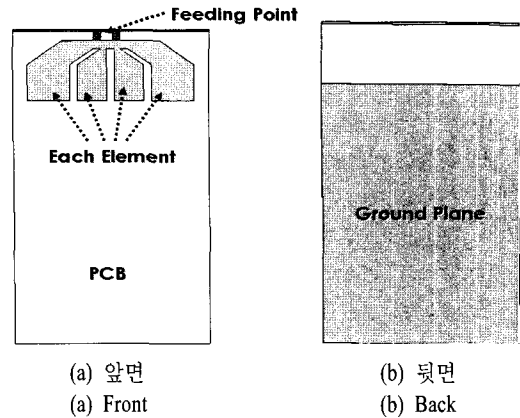 Feeding Point
Each Element
PCB
Ground Plane
(a) 앞면
(a) Front
(b) 뒷면
(b) Back